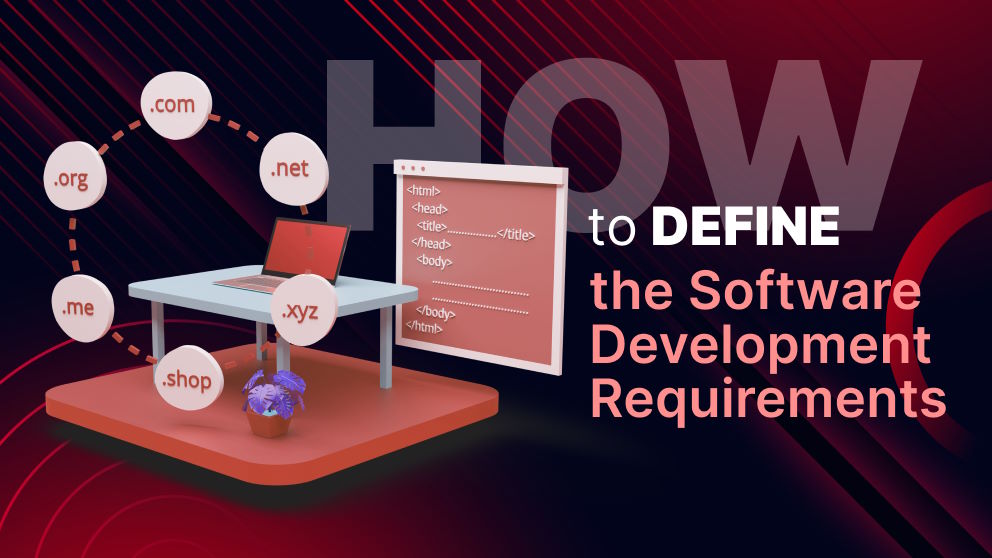 HOW
to DEFINE
the Software
Development
Requirements
.com
.net
.org
.me
.xyz
.shop
<html>
<head>
<title>..................</title>
</head>
<body>
..............................
..............................
</body>
</html>